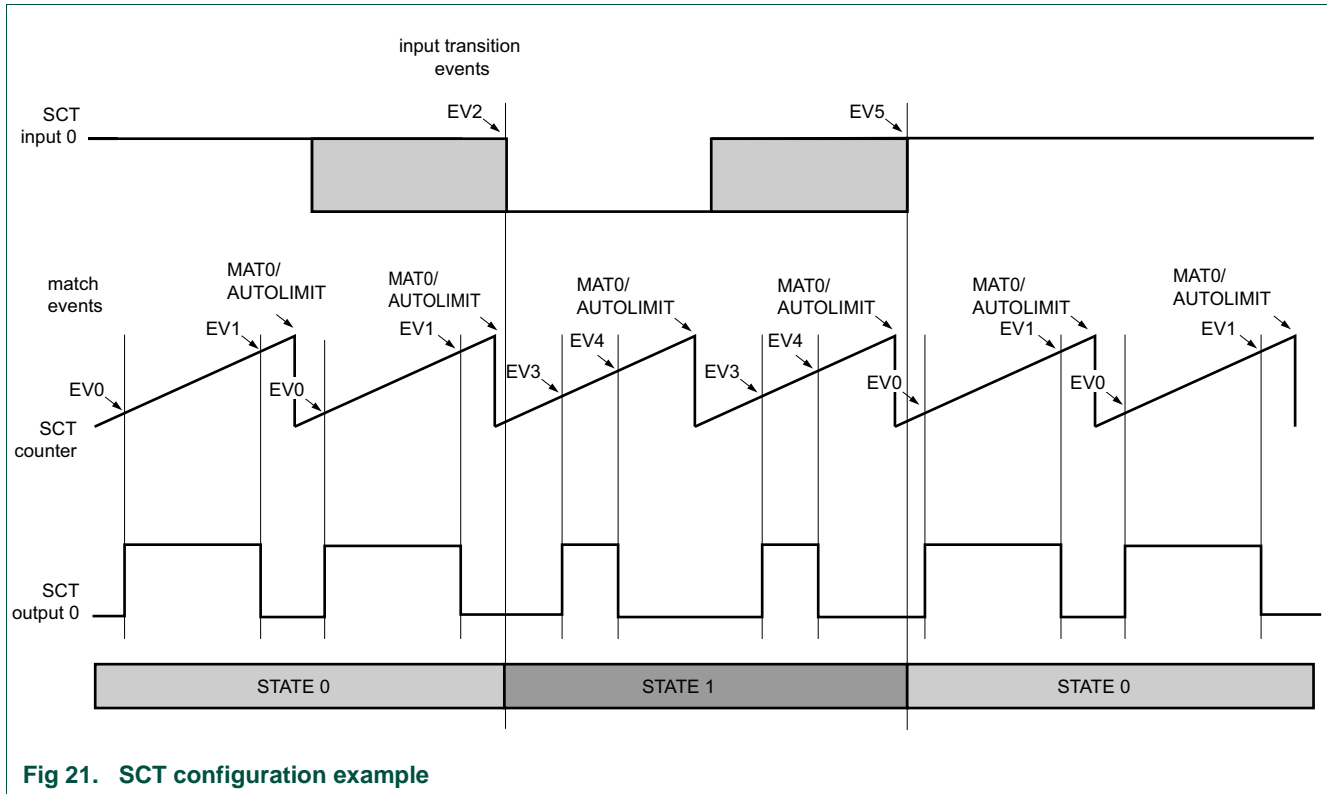 input transition
events
SCT
input 0
EV2
EV5
match
events
MAT0/
AUTOLIMIT
MAT0/
AUTOLIMIT
MAT0/
AUTOLIMIT
MAT0/
AUTOLIMIT
MAT0/
AUTOLIMIT
MAT0/
AUTOLIMIT
EV0
EV1
EV0
EV1
EV3
EV4
EV3
EV4
EV0
EV1
EV0
EV1
SCT
counter
SCT
output 0
STATE 0
STATE 1
STATE 0
Fig 21. SCT configuration example